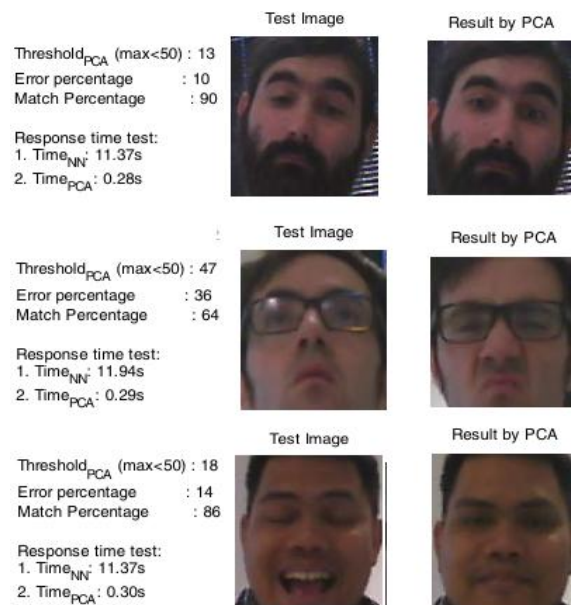 Test Image
Result by PCA
Threshold_PCA (max<50) : 13
Error percentage : 10
Match Percentage : 90
Response time test:
1. Time_NN: 11.37s
2. Time_PCA: 0.28s
Test Image
Result by PCA
Threshold_PCA (max<50) : 47
Error percentage : 36
Match Percentage : 64
Response time test:
1. Time_NN: 11.94s
2. Time_PCA: 0.29s
Test Image
Result by PCA
Threshold_PCA (max<50) : 18
Error percentage : 14
Match Percentage : 86
Response time test:
1. Time_NN: 11.37s
2. Time_PCA: 0.30s